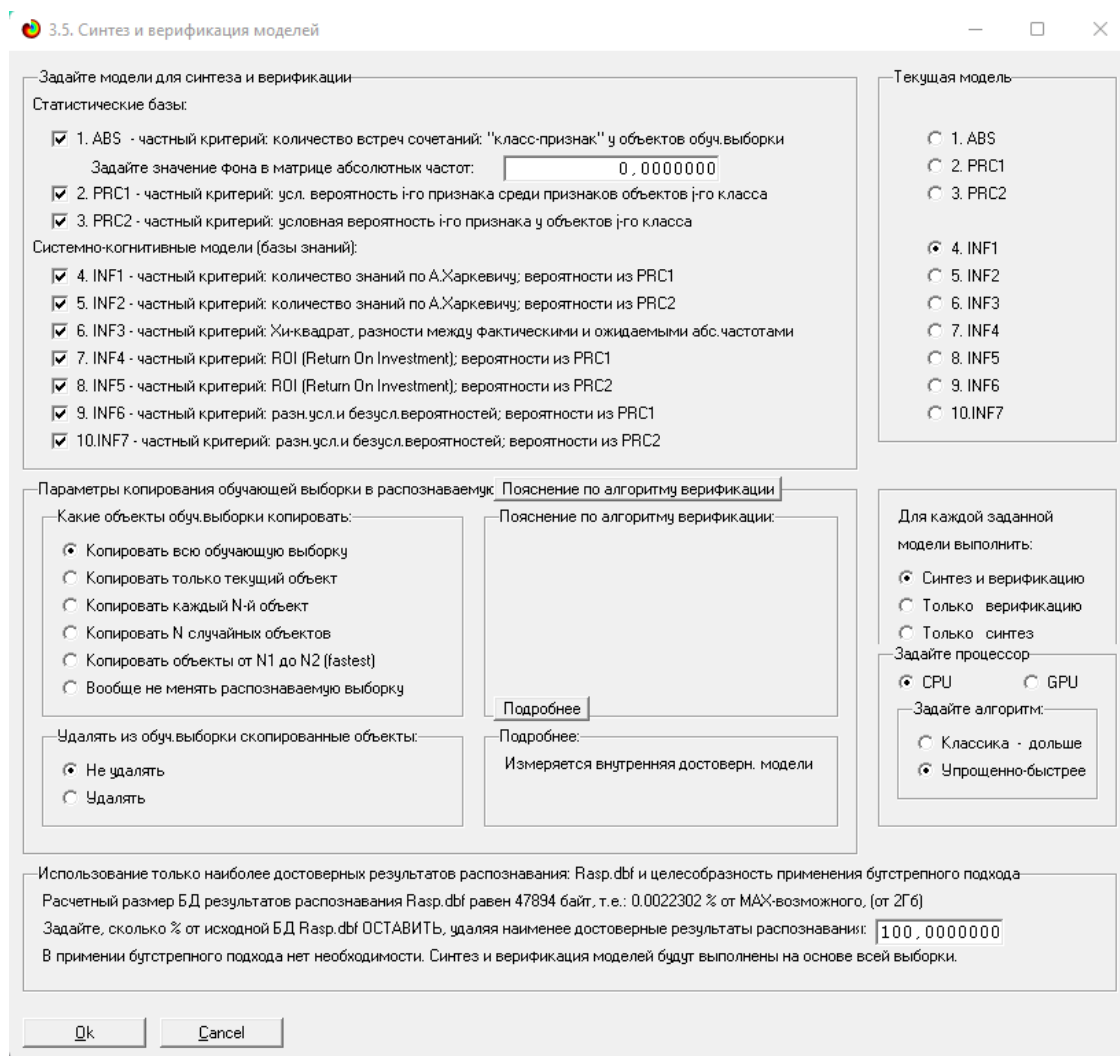 3.5. Синтез и верификация моделей
Задайте модели для синтеза и верификации
Статистические базы:
1. ABS - частный критерий: количество встреч сочетаний: "класс-признак" у объектов обуч.выборки
Задайте значение фона в матрице абсолютных частот: 0,0000000
2. PRC1 - частный критерий: усл. вероятность i-го признака среди признаков объектов j-го класса
3. PRC2 - частный критерий: условная вероятность i-го признака у объектов j-го класса
Системно-когнитивные модели (базы знаний):
4. INF1 - частный критерий: количество знаний по А.Харкевичу; вероятности из PRC1
5. INF2 - частный критерий: количество знаний по А.Харкевичу; вероятности из PRC2
6. INF3 - частный критерий: Хи-квадрат, разности между фактическими и ожидаемыми абс.частотами
7. INF4 - частный критерий: ROI (Return On Investment); вероятности из PRC1
8. INF5 - частный критерий: ROI (Return On Investment); вероятности из PRC2
9. INF6 - частный критерий: разн.усл.и безусл.вероятностей; вероятности из PRC1
10.INF7 - частный критерий: разн.усл.и безусл.вероятностей; вероятности из PRC2
Текущая модель
1. ABS
2. PRC1
3. PRC2
4. INF1
5. INF2
6. INF3
7. INF4
8. INF5
9. INF6
10.INF7
Параметры копирования обучающей выборки в распознаваемую
Пояснение по алгоритму верификации
Какие объекты обуч.выборки копировать:
Копировать всю обучающую выборку
Копировать только текущий объект
Копировать каждый N-й объект
Копировать N случайных объектов
Копировать объекты от N1 до N2 (fastest)
Вообще не менять распознаваемую выборку
Удалять из обуч.выборки скопированные объекты:
Не удалять
Удалять
Пояснение по алгоритму верификации:
Подробнее
Подробнее:
Измеряется внутренняя достоверн. модели
Для каждой заданной
модели выполнить:
Синтез и верификацию
Только верификацию
Только синтез
Задайте процессор
CPU
GPU
Задайте алгоритм:
Классика - дольше
Упрощенно-быстрее
Использование только наиболее достоверных результатов распознавания: Rasp.dbf и целесообразность применения бутстрепного подхода
Расчетный размер БД результатов распознавания Rasp.dbf равен 47894 байт, т.е.: 0.0022302 % от MAX-возможного, (от 2Гб)
Задайте, сколько % от исходной БД Rasp.dbf ОСТАВИТЬ, удаляя наименее достоверные результаты распознавания: 100,0000000
В примении бутстрепного подхода нет необходимости. Синтез и верификация моделей будут выполнены на основе всей выборки.
Ok
Cancel